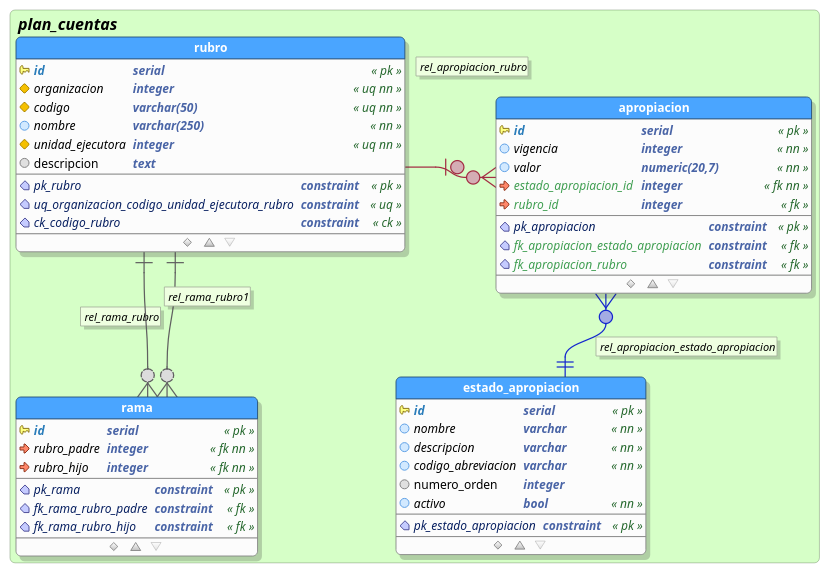 plan_cuentas
rubro
id serial « pk »
organizacion integer « uq nn »
codigo varchar(50) « uq nn »
nombre varchar(250) « nn »
unidad_ejecutora integer « uq nn »
descripcion text
pk_rubro constraint « pk »
uq_organizacion_codigo_unidad_ejecutora_rubro constraint « uq »
ck_codigo_rubro constraint « ck »
rel_apropiacion_rubro
apropiacion
id serial « pk »
vigencia integer « nn »
valor numeric(20,7) « nn »
estado_apropiacion_id integer « fk nn »
rubro_id integer « fk »
pk_apropiacion constraint « pk »
fk_apropiacion_estado_apropiacion constraint « fk »
fk_apropiacion_rubro constraint « fk »
rel_rama_rubro1
rel_rama_rubro
rel_apropiacion_estado_apropiacion
rama
id serial « pk »
rubro_padre integer « fk nn »
rubro_hijo integer « fk nn »
pk_rama constraint « pk »
fk_rama_rubro_padre constraint « fk »
fk_rama_rubro_hijo constraint « fk »
estado_apropiacion
id serial « pk »
nombre varchar « nn »
descripcion varchar « nn »
codigo_abreviacion varchar « nn »
numero_orden integer
activo bool « nn »
pk_estado_apropiacion constraint « pk »